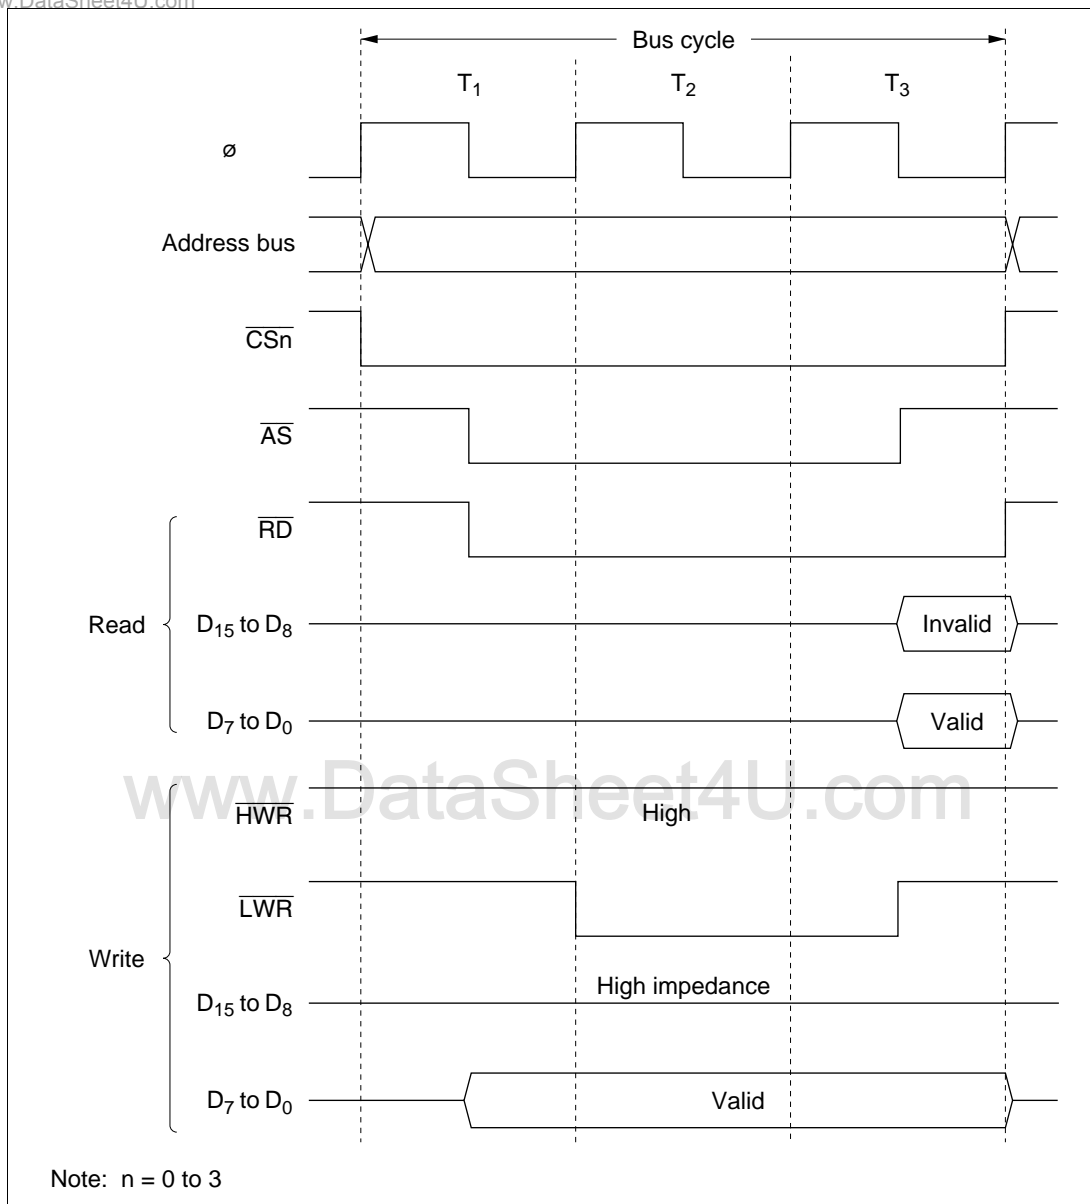 w.DataSheet4U.com
Bus cycle
T1 T2 T3
ø
Address bus
CSn
AS
RD
Read
D15 to D8 Invalid
D7 to D0 Valid
www.DataSheet4U.com
HWR High
LWR
Write
High impedance
D15 to D8
D7 to D0 Valid
Note: n = 0 to 3